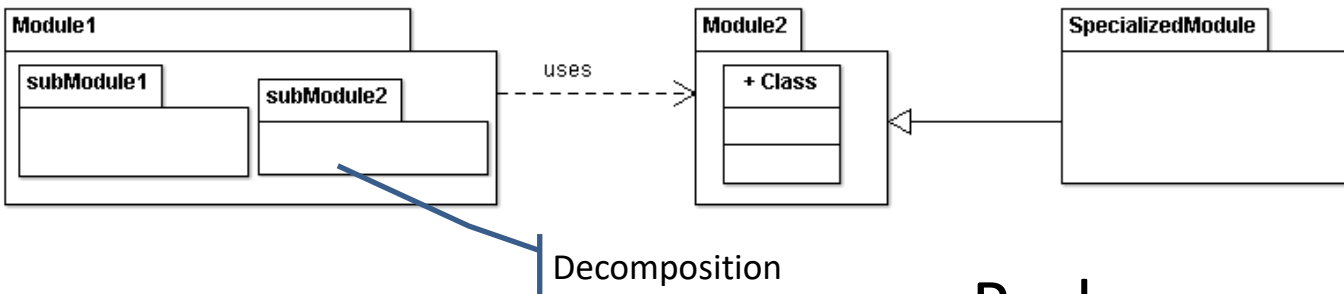 Module1
subModule1
subModule2
uses
Module2
+ Class
SpecializedModule
Decomposition